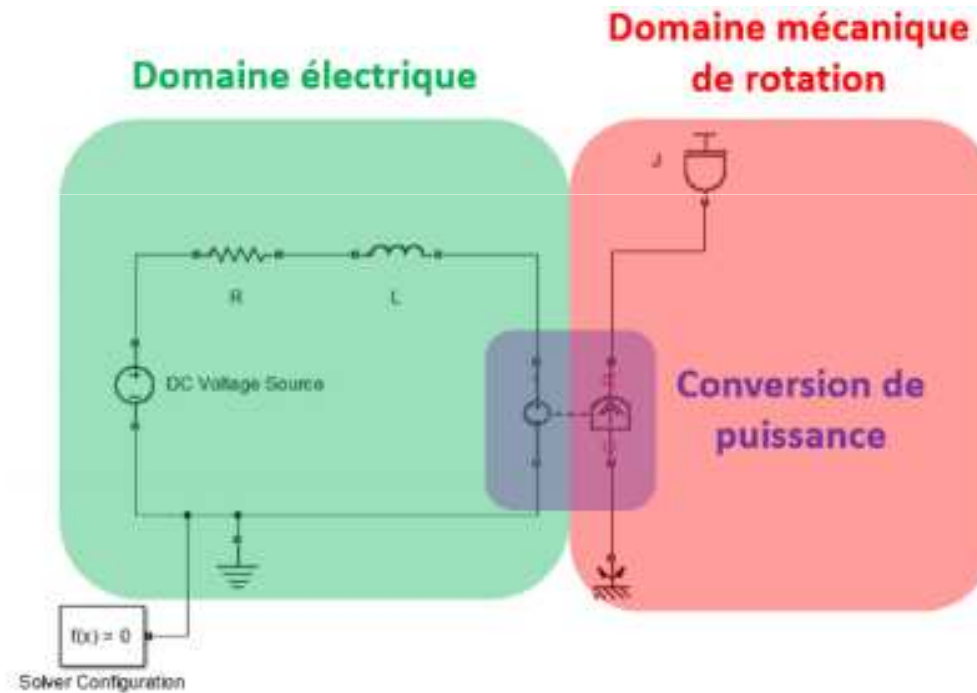 Domaine électrique
Domaine mécanique
de rotation
J
R
L
DC Voltage Source
Conversion de
puissance
f(x) = 0
Solver Configuration